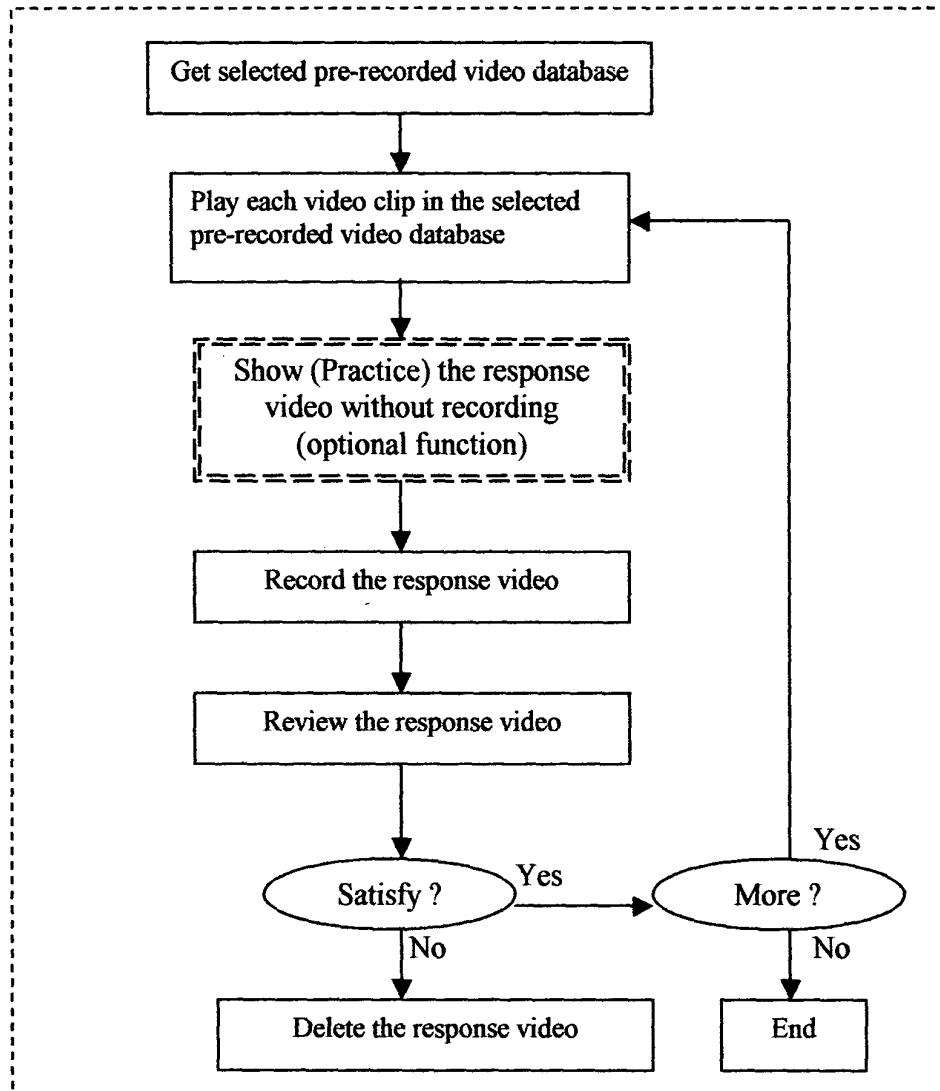 Get selected pre-recorded video database
Play each video clip in the selected
pre-recorded video database
Show (Practice) the response
video without recording
(optional function)
Record the response video
Review the response video
Satisfy ?
Yes
More ?
Yes
No
No
Delete the response video
End